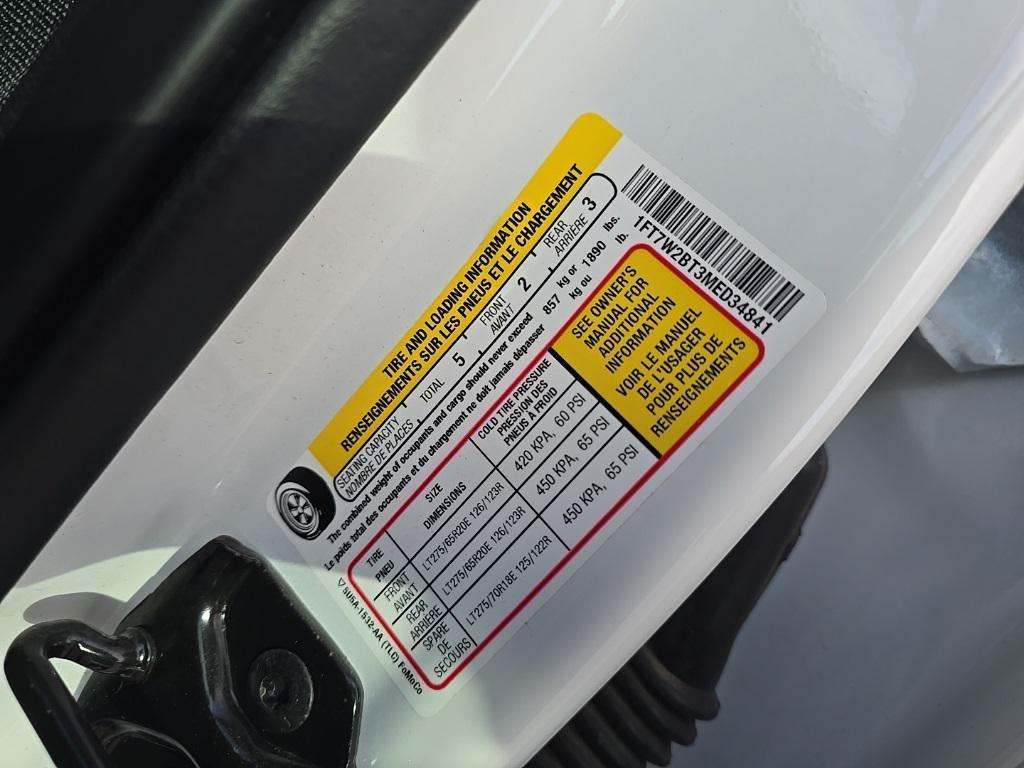 TIRE AND LOADING INFORMATION
RENSEIGNEMENTS SUR LES PNEUS ET LE CHARGEMENT
SEATING CAPACITY
NOMBRE DE PLACES
TOTAL 5
FRONT
AVANT
2
REAR
ARRIÈRE
3
The combined weight of occupants and cargo should never exceed 857 kg or 1890 lbs.
Le poids total des occupants et du chargement ne doit jamais dépasser kg ou lb.
TIRE
PNEU
SIZE
DIMENSIONS
COLD TIRE PRESSURE
PRESSION DES
PNEUS A FROID
FRONT
AVANT
LT275/65R20E 126/123R
420 KPA, 60 PSI
REAR
ARRIÈRE
LT275/65R20E 126/123R
450 KPA, 65 PSI
SPARE
DE
SECOURS
LT275/70R18E 125/122R
450 KPA, 65 PSI
SEE OWNER'S
MANUAL FOR
ADDITIONAL
INFORMATION
VOIR LE MANUEL
DE L'USAGER
POUR PLUS DE
RENSEIGNEMENTS
1FT7W2BT3MED34841
5U5A-1532-AA (TLC) FoMoCo